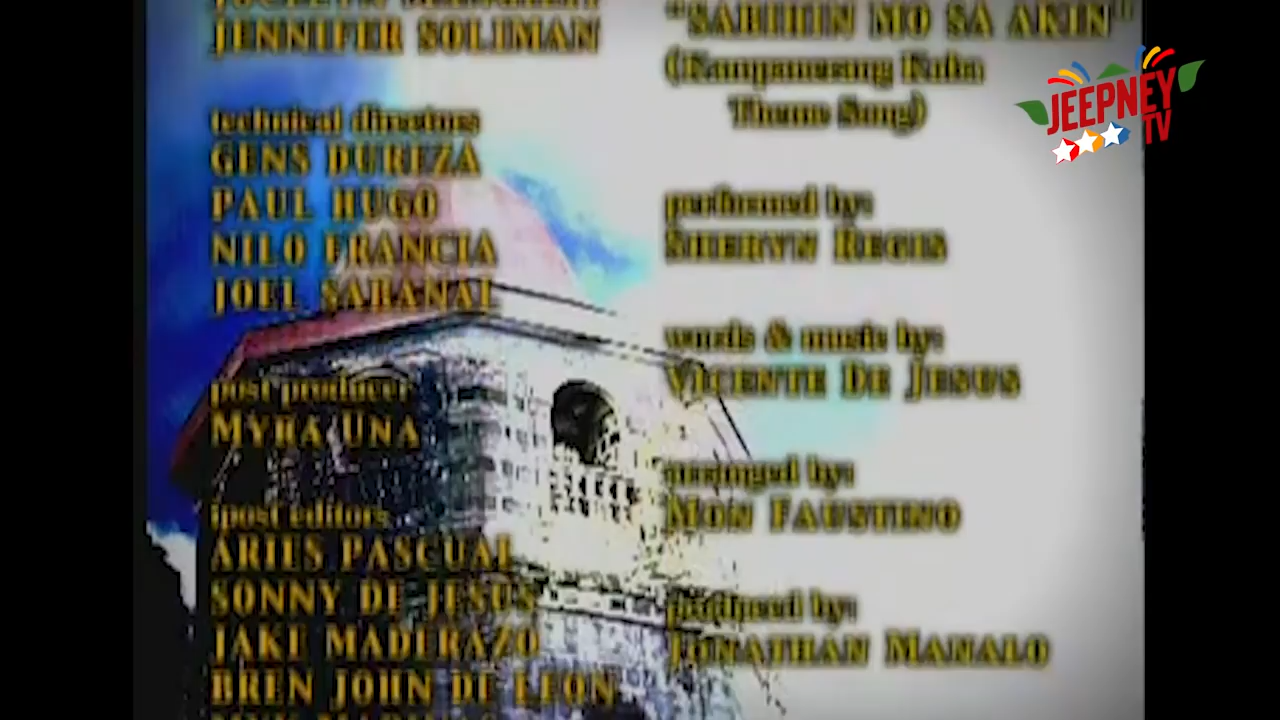 JENNIFER SOLIMAN
technical directors
GENS DUREZA
PAUL HUGO
NILO FRANCIA
JOEL SABANAL
post producer
MYRA UNA
post editors
ARIES PASCUAL
SONNY DE JESUS
JAKE MADERAZO
BREN JOHN DE LEON
"SABIHIN MO SA AKIN"
(Kampanerang Kuba
Theme Song)
performed by:
SHERYN REGIS
words & music by:
VICENTE DE JESUS
arranged by:
MON FAUSTINO
produced by:
JONATHAN MANALO
JEEPNEY
TV